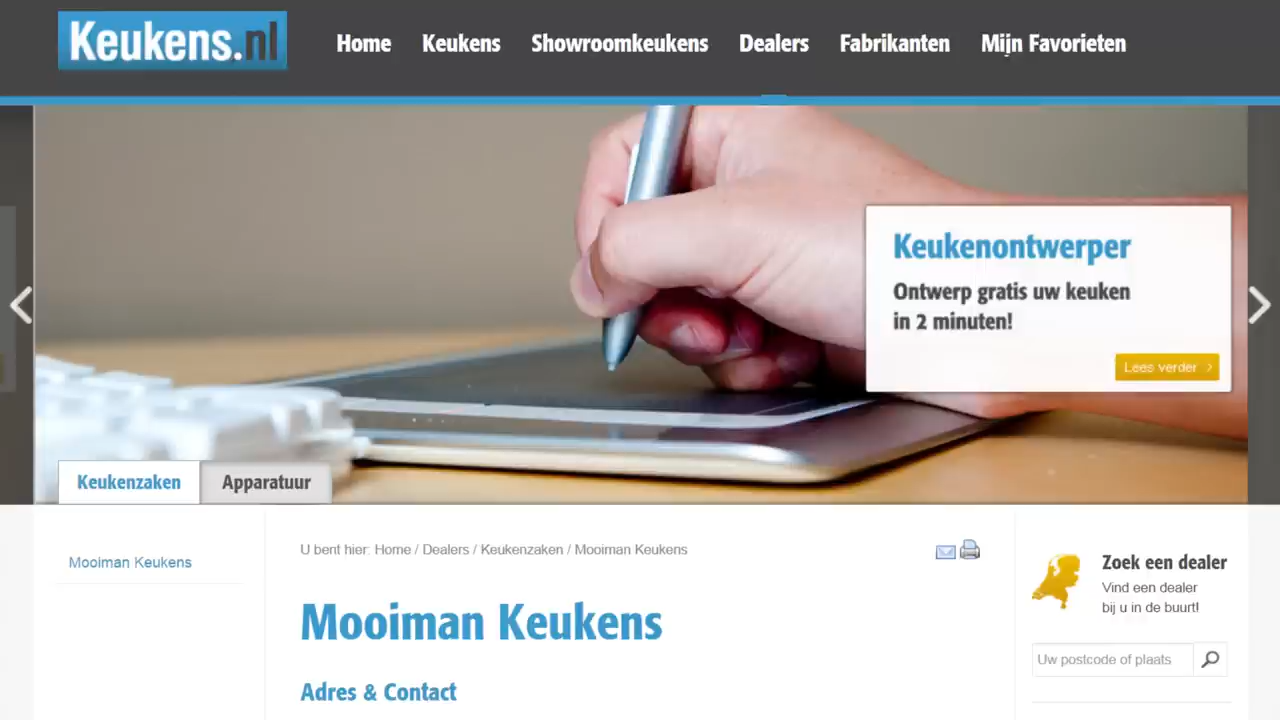 Keukens.nl
Home Keukens Showroomkeukens Dealers Fabrikanten Mijn Favorieten
Keukenontwerper
Ontwerp gratis uw keuken
in 2 minuten!
Lees verder
Keukenzaken Apparatuur
Mooiman Keukens
U bent hier: Home / Dealers / Keukenzaken / Mooiman Keukens
Mooiman Keukens
Adres & Contact
Zoek een dealer
Vind een dealer
bij u in de buurt!
Uw postcode of plaats